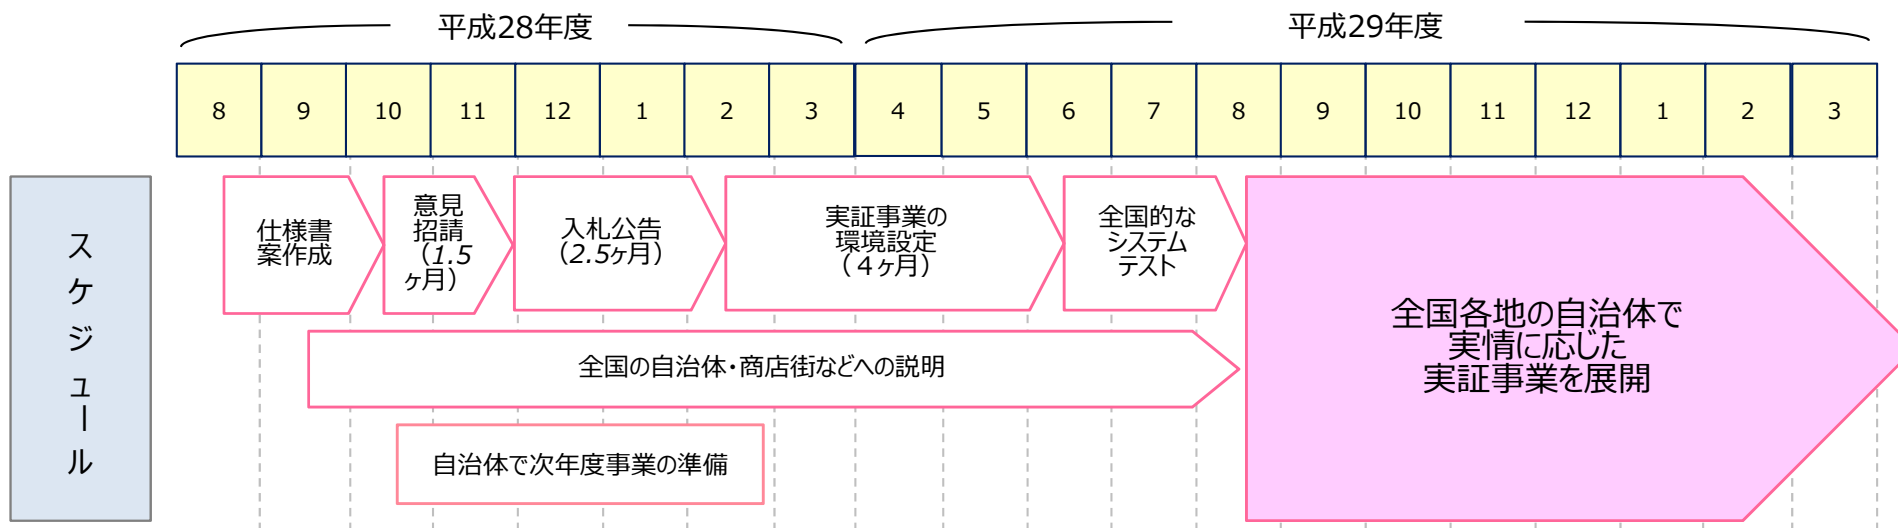 平成28年度
平成29年度
8 9 10 11 12 1 2 3 4 5 6 7 8 9 10 11 12 1 2 3
スケジュール
仕様書
案作成
意見
招請
（1.5
ヶ月）
入札公告
（2.5ヶ月）
実証事業の
環境設定
（４ヶ月）
全国的な
システム
テスト
全国の自治体・商店街などへの説明
自治体で次年度事業の準備
全国各地の自治体で
実情に応じた
実証事業を展開